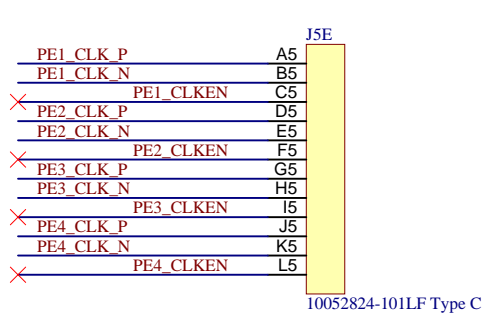 J5E
PE1_CLK_P A5
PE1_CLK_N B5
PE1_CLKEN C5
PE2_CLK_P D5
PE2_CLK_N E5
PE2_CLKEN F5
PE3_CLK_P G5
PE3_CLK_N H5
PE3_CLKEN I5
PE4_CLK_P J5
PE4_CLK_N K5
PE4_CLKEN L5
10052824-101LF Type C